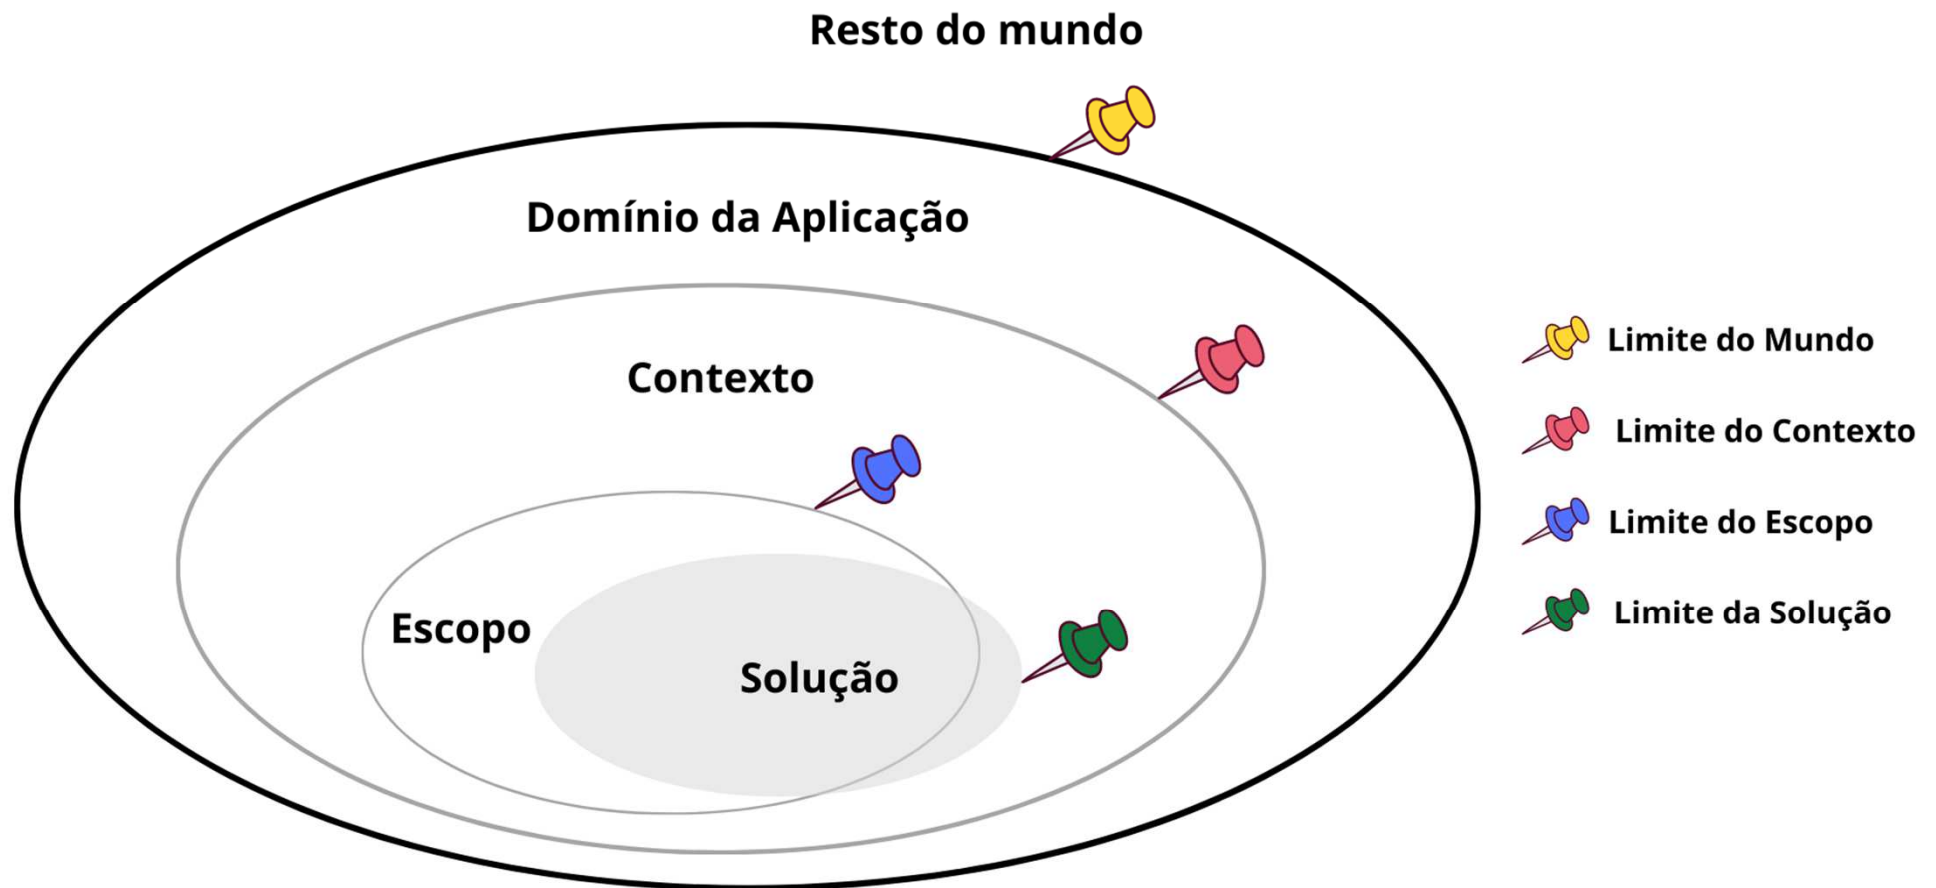 Resto do mundo
Domínio da Aplicação
Contexto
Escopo
Solução
Limite do Mundo
Limite do Contexto
Limite do Escopo
Limite da Solução